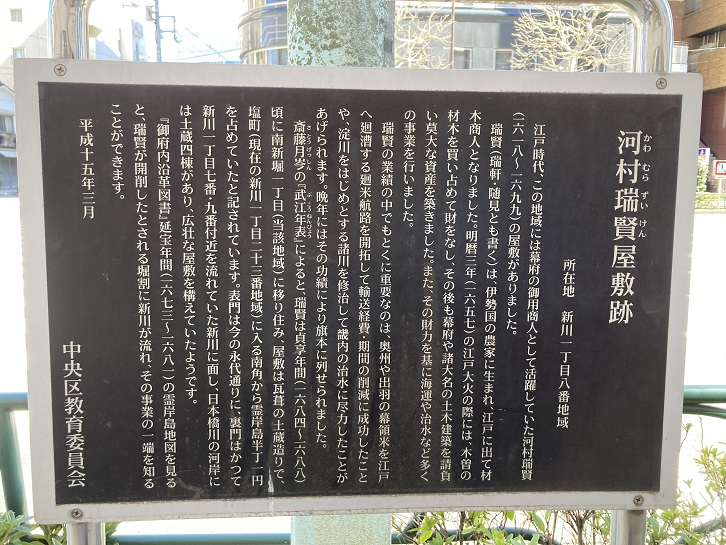 河村瑞賢屋敷跡
かわ むら ずい けん
所在地 新川一丁目八番地域
江戸時代、この地域には幕府の御用商人として活躍していた河村瑞賢
(一六一八～一六九九)の屋敷がありました。
瑞賢(瑞軒・随見とも書く)は、伊勢国の農家に生まれ、江戸に出て材
木商人となりました。明暦三年(一六五七)の江戸大火の際には、木曽の
材木を買い占めて財をなし、その後も幕府や諸大名の土木建築を請負
い莫大な資産を築きました。また、その財力を基に海運や治水など多く
の事業を行いました。
瑞賢の業績の中でもとくに重要なのは、奥州や出羽の幕領米を江戸
へ廻漕する廻米航路を開拓して輸送経費・期間の削減に成功したこと
や、淀川をはじめとする諸川を修治して畿内の治水に尽力したことが
あげられます。晩年にはその功績により旗本に列せられました。
斎藤月岑の『武江年表』によると、瑞賢は貞享年間(一六八四～一六八八)
さいとうげっしん ぶこうねんぴょう
頃に南新堀一丁目(当該地域)に移り住み、屋敷は瓦葺の土蔵造りで、
塩町(現在の新川一丁目二十三番地域)に入る南角から霊岸島半丁一円
を占めていたと記されています。表門は今の永代通りに、裏門はかつて
新川一丁目七番・九番付近を流れていた新川に面し、日本橋川の河岸に
は土蔵四棟があり、広壮な屋敷を構えていたようです。
『御府内沿革図書』延宝年間(一六七三～一六八一)の霊岸島地図を見る
と、瑞賢が開削したとされる堀割に新川が流れ、その事業の一端を知る
ことができます。
平成十五年三月
中央区教育委員会